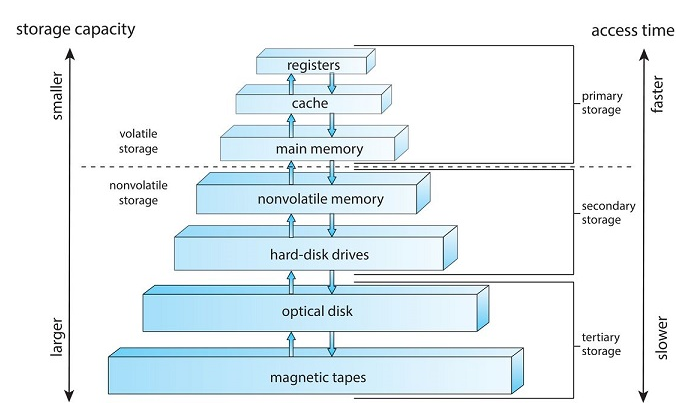 storage capacity
access time
smaller
registers
faster
cache
primary
storage
volatile
storage
main memory
nonvolatile
storage
nonvolatile memory
secondary
storage
hard-disk drives
optical disk
larger
slower
tertiary
storage
magnetic tapes